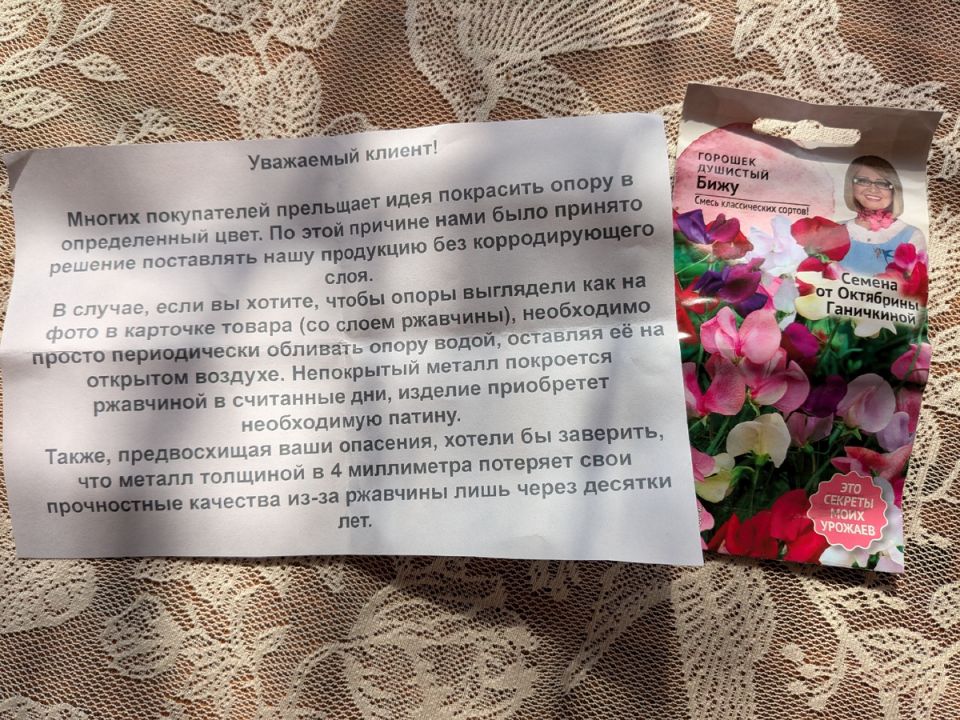 Уважаемый клиент!
Многих покупателей прельщает идея покрасить опору в
определенный цвет. По этой причине нами было принято
решение поставлять нашу продукцию без корродирующего
слоя.
В случае, если вы хотите, чтобы опоры выглядели как на
фото в карточке товара (со слоем ржавчины), необходимо
просто периодически обливать опору водой, оставляя её на
открытом воздухе. Непокрытый металл покроется
ржавчиной в считанные дни, изделие приобретет
необходимую патину.
Также, предвосхищая ваши опасения, хотели бы заверить,
что металл толщиной в 4 миллиметра потеряет свои
прочностные качества из-за ржавчины лишь через десятки
лет.
ГОРОШЕК
ДУШИСТЫЙ
Бижу
Смесь классических сортов!
Семена
от Октябрины
Ганичкиной
ЭТО
СЕКРЕТЫ
МОИХ
УРОЖАЕВ